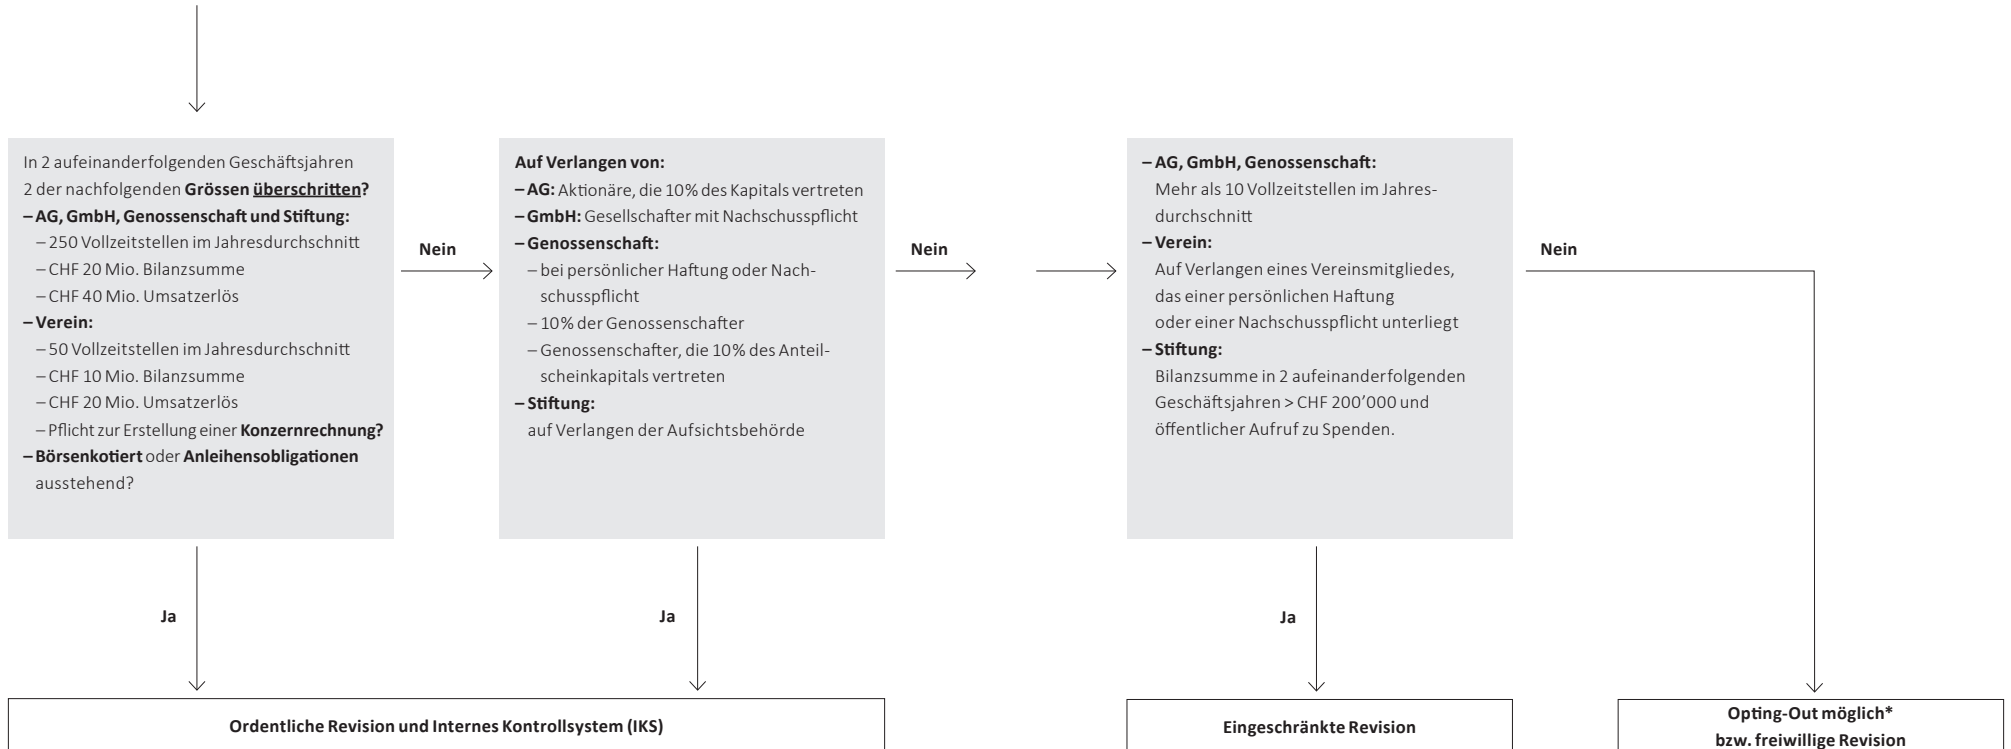 In 2 aufeinanderfolgenden Geschäftsjahren
2 der nachfolgenden Grössen überschritten?
– AG, GmbH, Genossenschaft und Stiftung:
– 250 Vollzeitstellen im Jahresdurchschnitt
– CHF 20 Mio. Bilanzsumme
– CHF 40 Mio. Umsatzerlös
– Verein:
– 50 Vollzeitstellen im Jahresdurchschnitt
– CHF 10 Mio. Bilanzsumme
– CHF 20 Mio. Umsatzerlös
– Pflicht zur Erstellung einer Konzernrechnung?
– Börsenkotiert oder Anleihensobligationen
ausstehend?
Nein
Auf Verlangen von:
– AG: Aktionäre, die 10% des Kapitals vertreten
– GmbH: Gesellschafter mit Nachschusspflicht
– Genossenschaft:
– bei persönlicher Haftung oder Nach-
schusspflicht
– 10% der Genossenschafter
– Genossenschafter, die 10% des Anteil-
scheinkapitals vertreten
– Stiftung:
auf Verlangen der Aufsichtsbehörde
Nein
– AG, GmbH, Genossenschaft:
Mehr als 10 Vollzeitstellen im Jahres-
durchschnitt
– Verein:
Auf Verlangen eines Vereinsmitgliedes,
das einer persönlichen Haftung
oder einer Nachschusspflicht unterliegt
– Stiftung:
Bilanzsumme in 2 aufeinanderfolgenden
Geschäftsjahren > CHF 200’000 und
öffentlicher Aufruf zu Spenden.
Nein
Ja
Ja
Ja
Ordentliche Revision und Internes Kontrollsystem (IKS)
Eingeschränkte Revision
Opting-Out möglich*
bzw. freiwillige Revision